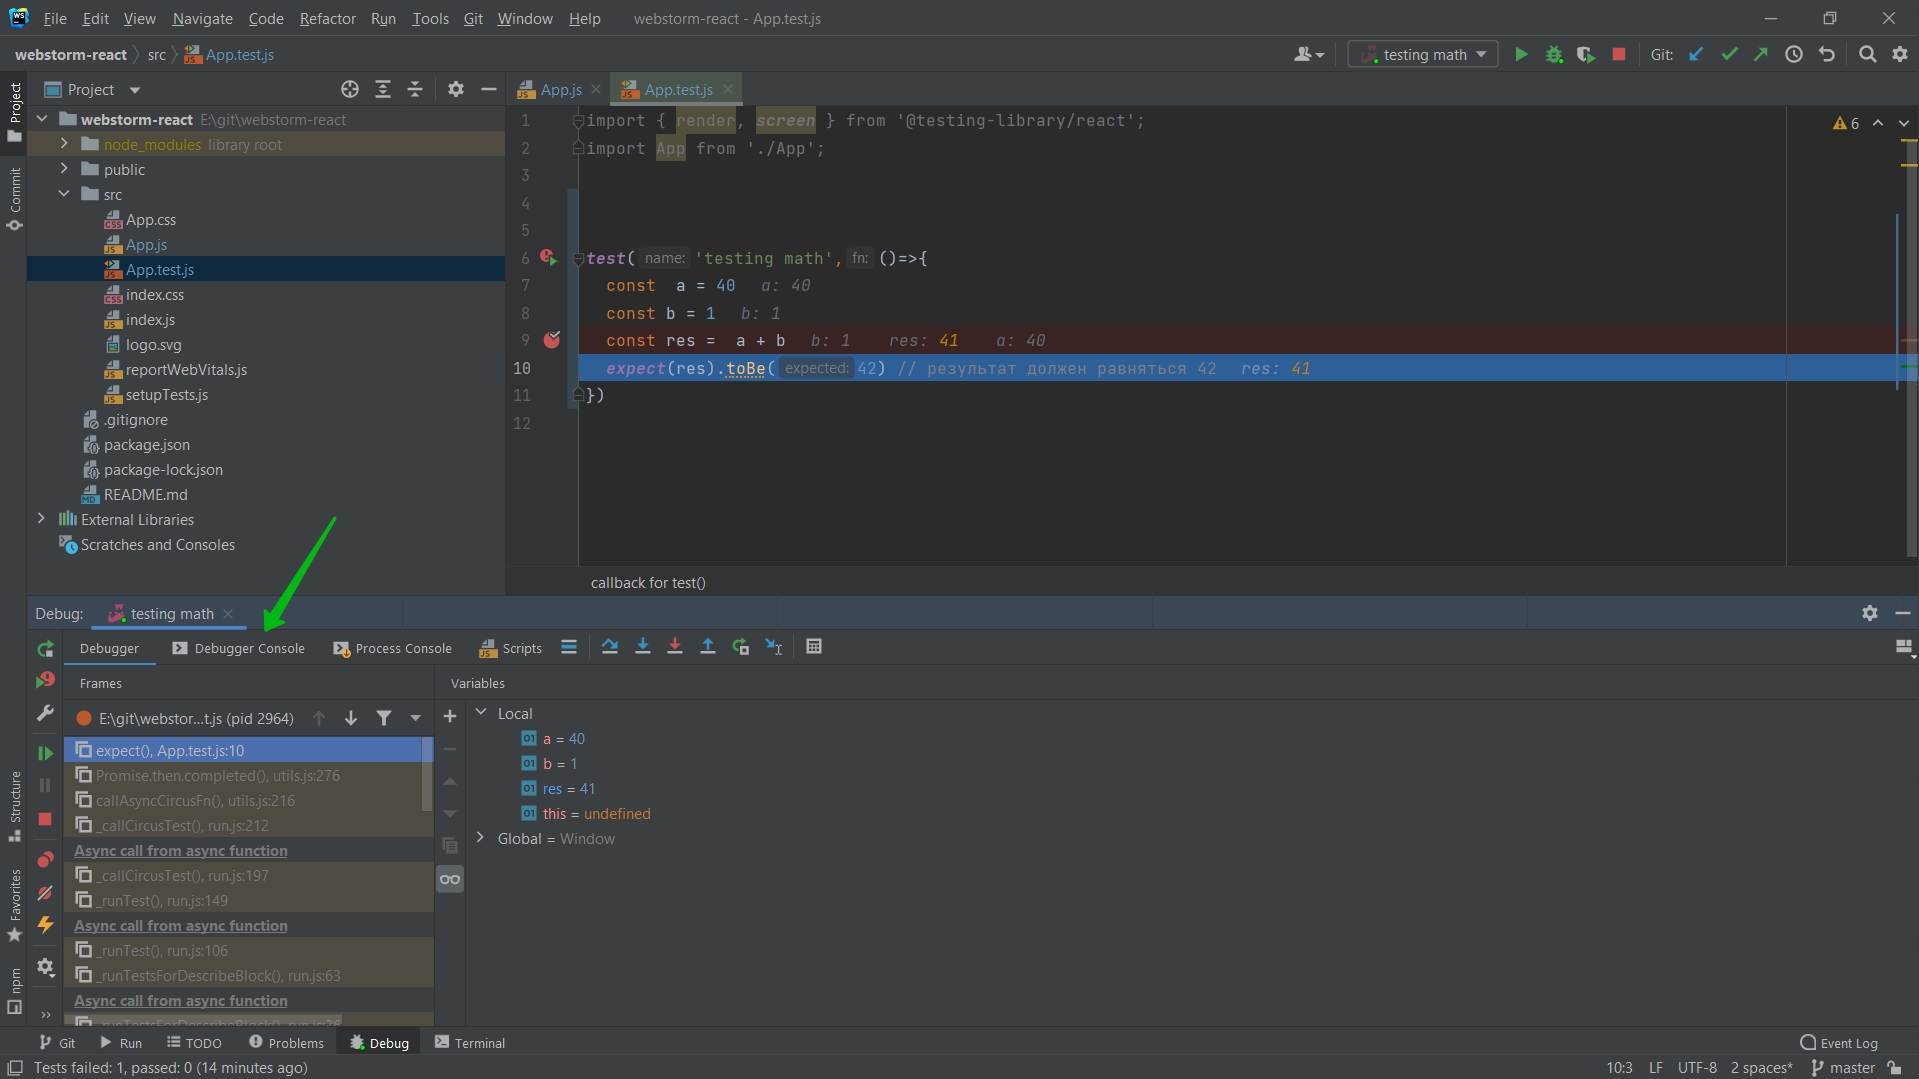 File Edit View Navigate Code Refactor Run Tools Git Window Help webstorm-react - App.test.js
webstorm-react src App.test.js testing math Git:
Project
App.js App.test.js
webstorm-react E:\git\webstorm-react
node_modules library root
public
src
App.css
App.js
App.test.js
index.css
index.js
logo.svg
reportWebVitals.js
setupTests.js
.gitignore
package.json
package-lock.json
README.md
External Libraries
Scratches and Consoles
Project
Commit
Structure
Favorites
npm
6
1 import { render, screen } from '@testing-library/react';
2 import App from './App';
3
4
5
6 test( name: 'testing math', fn: ()=>{
7 const a = 40 a: 40
8 const b = 1 b: 1
9 const res = a + b b: 1 res: 41 a: 40
10 expect(res).toBe( expected: 42) // результат должен равняться 42 res: 41
11 })
12
callback for test()
Debug: testing math
Debugger Debugger Console Process Console Scripts
Frames
E:\git\webstor...t.js (pid 2964)
expect(), App.test.js:10
Promise.then.completed(), utils.js:276
callAsyncCircusFn(), utils.js:216
_callCircusTest(), run.js:212
Async call from async function
_callCircusTest(), run.js:197
_runTest(), run.js:149
Async call from async function
_runTest(), run.js:106
_runTestsForDescribeBlock(), run.js:63
Async call from async function
Variables
Local
a = 40
b = 1
res = 41
this = undefined
Global = Window
Git Run TODO Problems Debug Terminal Event Log
Tests failed: 1, passed: 0 (14 minutes ago) 10:3 LF UTF-8 2 spaces* master